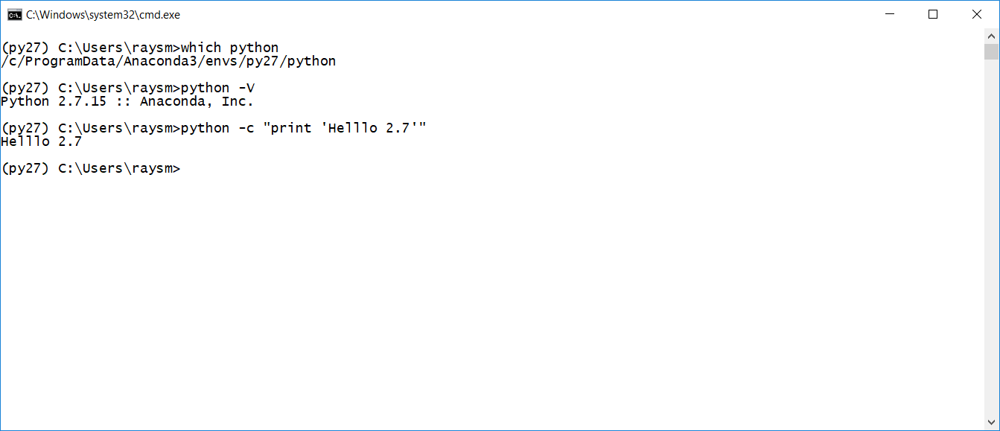 C:\Windows\system32\cmd.exe
(py27) C:\Users\raysm>which python
/c/ProgramData/Anaconda3/envs/py27/python
(py27) C:\Users\raysm>python -V
Python 2.7.15 :: Anaconda, Inc.
(py27) C:\Users\raysm>python -c "print 'Helllo 2.7'"
Helllo 2.7
(py27) C:\Users\raysm>